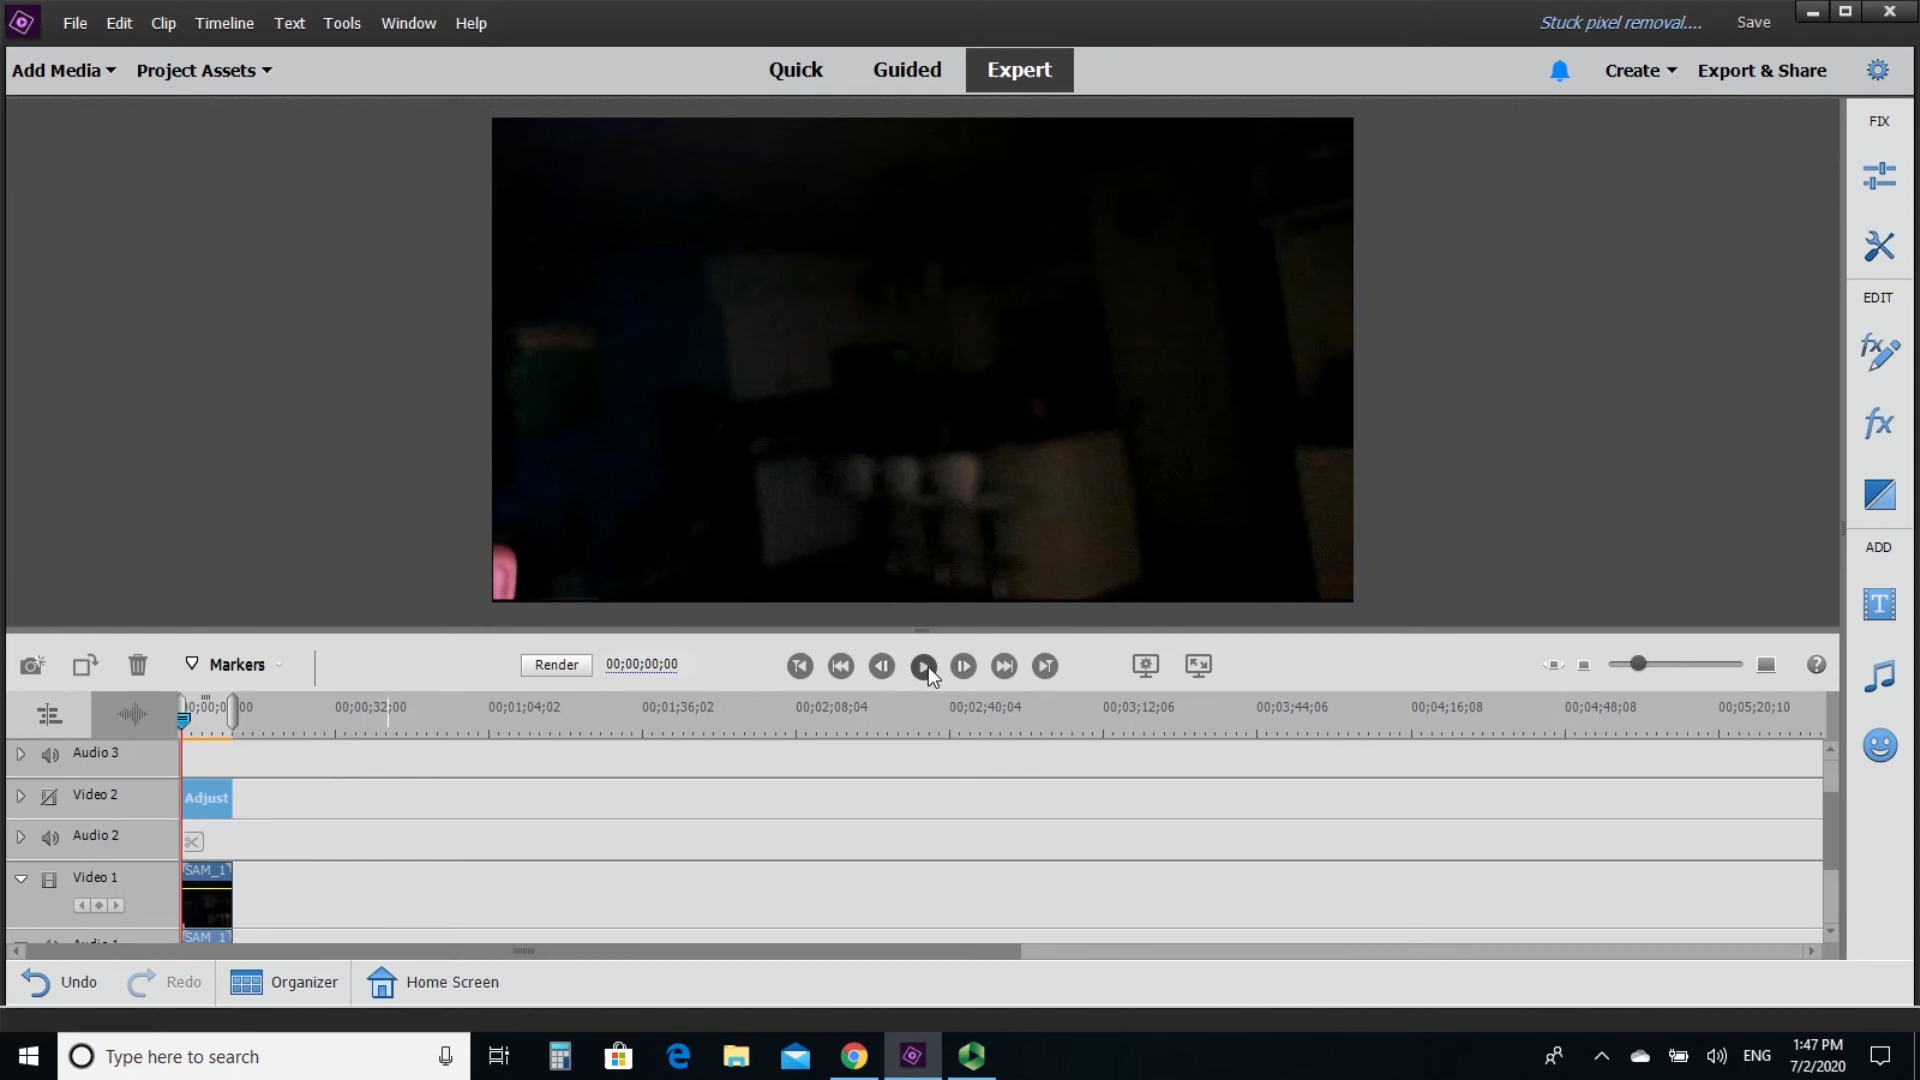 File Edit Clip Timeline Text Tools Window Help
Stuck pixel removal.... Save
Add Media Project Assets
Quick Guided Expert
Create Export & Share
FIX
EDIT
fx
fx
ADD
T
Markers
Render 00;00;00;00
00;00;32;00 00;01;04;02 00;01;36;02 00;02;08;04 00;02;40;04 00;03;12;06 00;03;44;06 00;04;16;08 00;04;48;08 00;05;20;10
Audio 3
Video 2
Adjust
Audio 2
Video 1
SAM_1
Audio 1
SAM_1
Undo Redo Organizer Home Screen
Type here to search
ENG
1:47 PM
7/2/2020